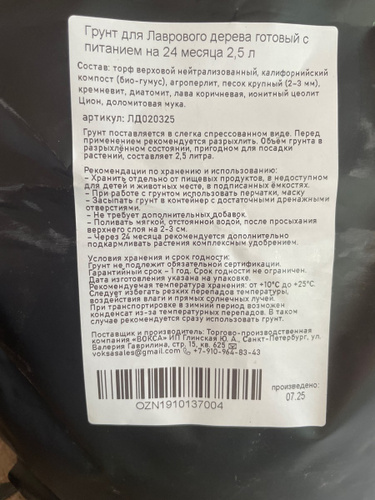 Грунт для Лаврового дерева готовый с
питанием на 24 месяца 2,5 л
Состав: торф верховой нейтрализованный, калифорнийский
компост (био-гумус), агроперлит, песок крупный (2-3 мм),
кремневит, диатомит, лава коричневая, ионитный цеолит
Цион, доломитовая мука.
артикул: ЛД020325
Грунт поставляется в слегка спрессованном виде. Перед
применением рекомендуется разрыхлить. Объём грунта в
разрыхлённом состоянии, пригодном для посадки
растений, составляет 2,5 литра.
Рекомендации по хранению и использованию:
- Хранить отдельно от пищевых продуктов, в недоступном
для детей и животных месте, в подписанных ёмкостях.
- При работе с грунтом использовать перчатки, маску
- Засыпать грунт в контейнер с достаточными дренажными
отверстиями.
- Не требует дополнительных добавок.
- Поливать мягкой, отстоянной водой, после просыхания
верхнего слоя на 2-3 см.
- Через 24 месяца рекомендуется дополнительно
подкармливать растения комплексным удобрением.
Условия хранения и срок годности:
Грунт не подлежит обязательной сертификации.
Гарантийный срок - 1 год. Срок годности не ограничен.
Дата изготовления указана на упаковке.
Рекомендуемая температура хранения: от +10°С до +25°С.
Следует избегать резких перепадов температуры,
воздействия влаги и прямых солнечных лучей.
При транспортировке в зимний период возможен
конденсат из-за температурных перепадов. В таком
случае рекомендуется сразу использовать грунт.
Поставщик и производитель: Торгово-производственная
компания «ВОКСА» ИП Глинская Ю. А., Санкт-Петербург, ул.
Валерия Гаврилина, стр. 15, кв. 625
voksasales@gmail.com +7-910-964-83-43
OZN1910137004
произведено:
07.25